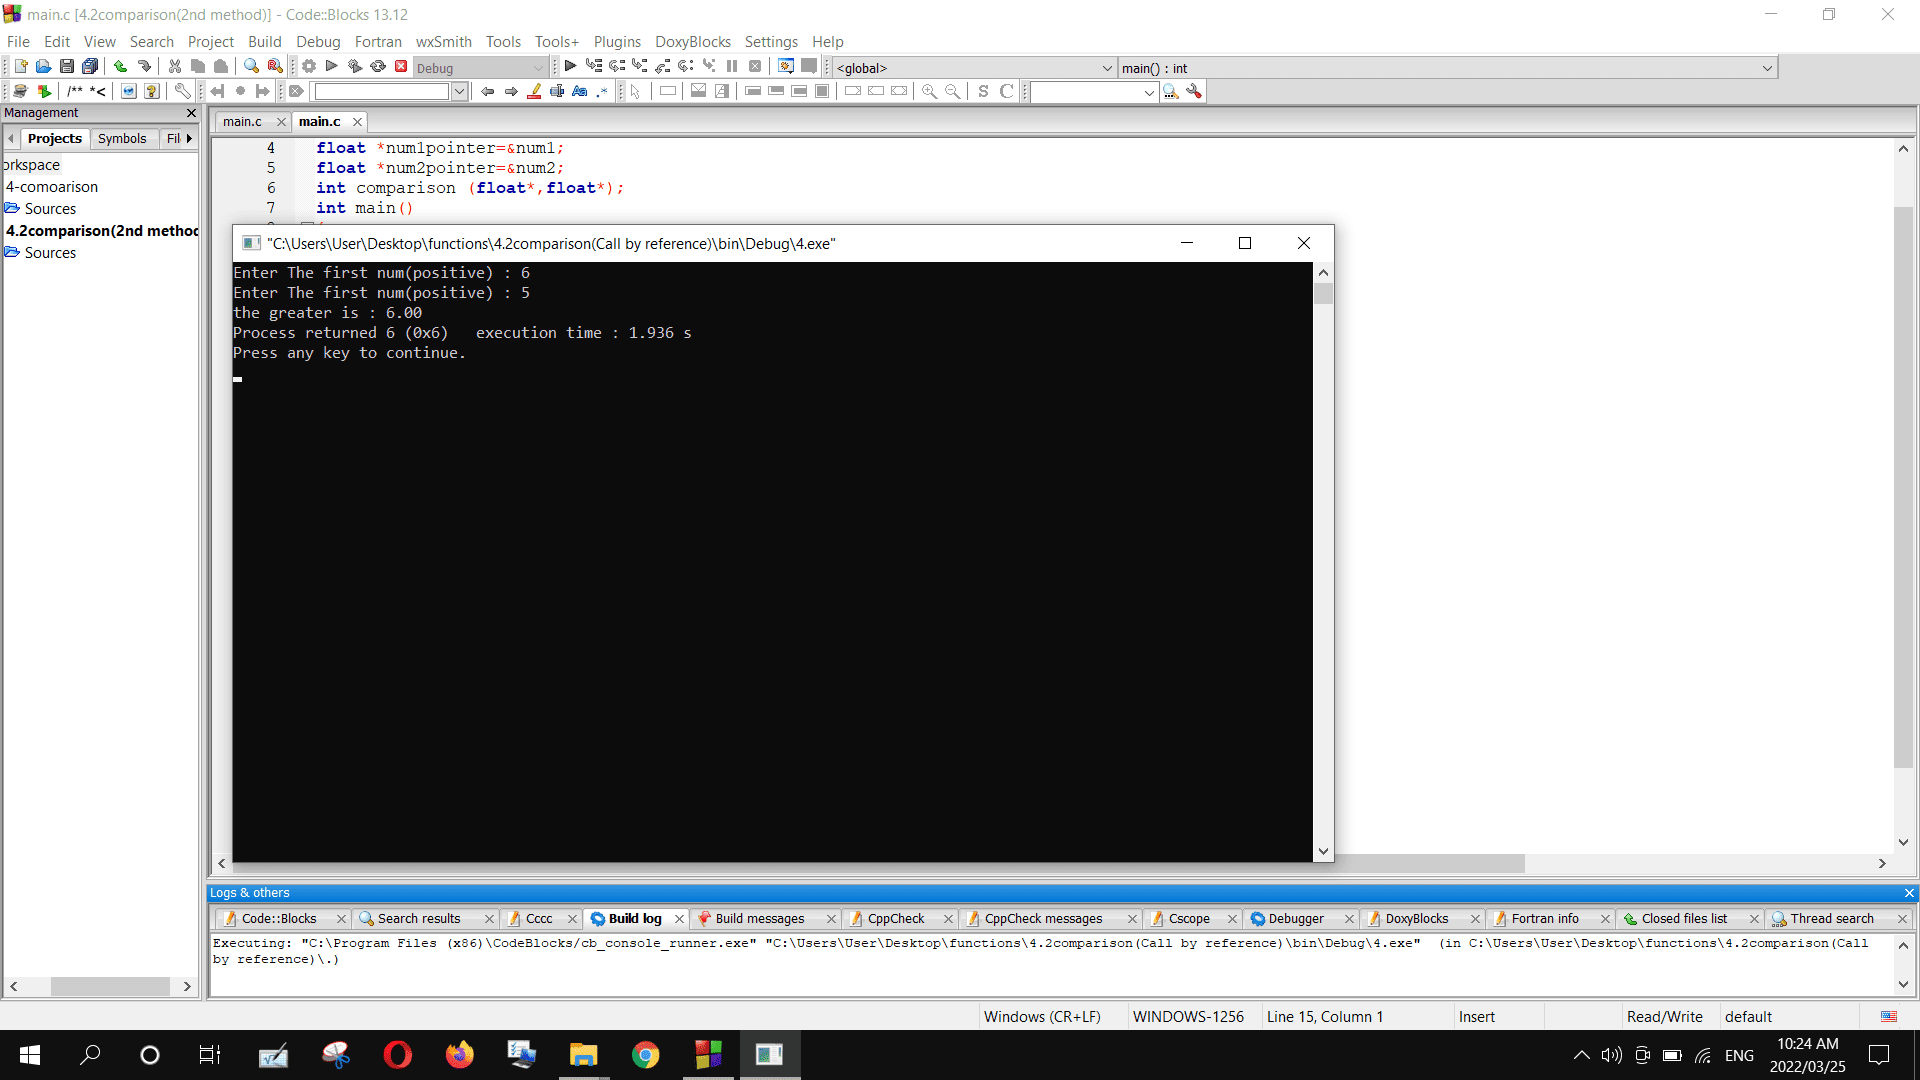 main.c [4.2comparison(2nd method)] - Code::Blocks 13.12
File Edit View Search Project Build Debug Fortran wxSmith Tools Tools+ Plugins DoxyBlocks Settings Help
Debug <global> main() : int
/** *< Aa .* S C
Management
Projects Symbols Fil
main.c main.c
orkspace
4-comoarison
Sources
4.2comparison(2nd method
Sources
4 float *num1pointer=&num1;
5 float *num2pointer=&num2;
6 int comparison (float*,float*);
7 int main()
"C:\Users\User\Desktop\functions\4.2comparison(Call by reference)\bin\Debug\4.exe"
Enter The first num(positive) : 6
Enter The first num(positive) : 5
the greater is : 6.00
Process returned 6 (0x6)   execution time : 1.936 s
Press any key to continue.
Logs & others
Code::Blocks Search results Cccc Build log Build messages CppCheck CppCheck messages Cscope Debugger DoxyBlocks Fortran info Closed files list Thread search
Executing: "C:\Program Files (x86)\CodeBlocks/cb_console_runner.exe" "C:\Users\User\Desktop\functions\4.2comparison(Call by reference)\bin\Debug\4.exe"  (in C:\Users\User\Desktop\functions\4.2comparison(Call
by reference)\.)
Windows (CR+LF) WINDOWS-1256 Line 15, Column 1 Insert Read/Write default
ENG
10:24 AM
2022/03/25